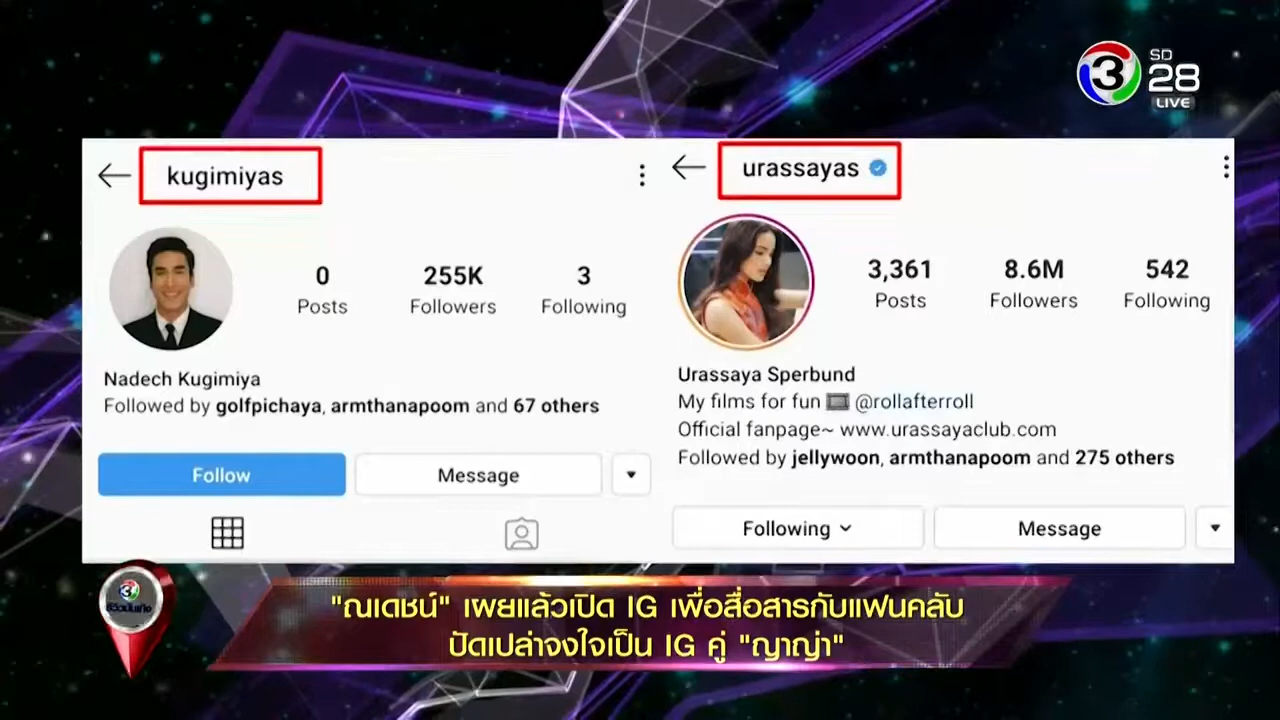 3 SD
28
LIVE
kugimiyas
0 255K 3
Posts Followers Following
Nadech Kugimiya
Followed by golfpichaya, armthanapoom and 67 others
Follow Message
urassayas
3,361 8.6M 542
Posts Followers Following
Urassaya Sperbund
My films for fun 🎞 @rollafterroll
Official fanpage~ www.urassayaclub.com
Followed by jellywoon, armthanapoom and 275 others
Following Message
3
"ณเดชน์" เผยแล้วเปิด IG เพื่อสื่อสารกับแฟนคลับ
ปัดเปล่าจงใจเป็น IG คู่ "ญาญ่า"